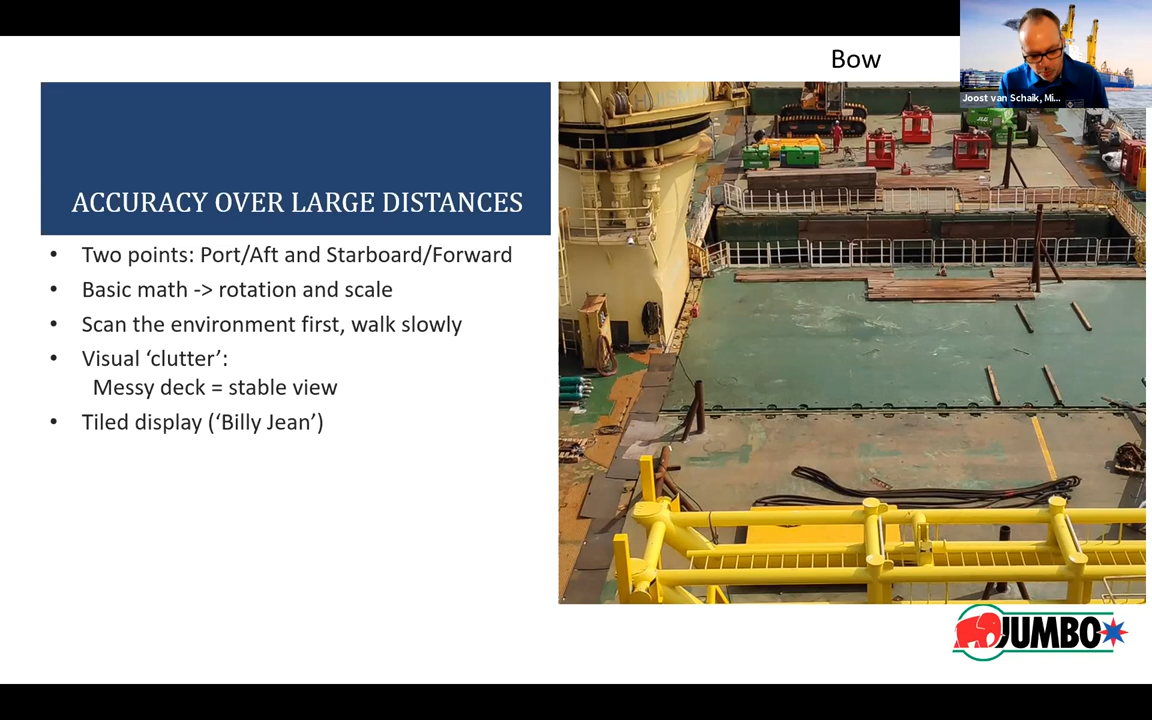 Bow
Joost van Schaik, Mi...
ACCURACY OVER LARGE DISTANCES
• Two points: Port/Aft and Starboard/Forward
• Basic math -> rotation and scale
• Scan the environment first, walk slowly
• Visual ‘clutter’:
Messy deck = stable view
• Tiled display (‘Billy Jean’)
JUMBO